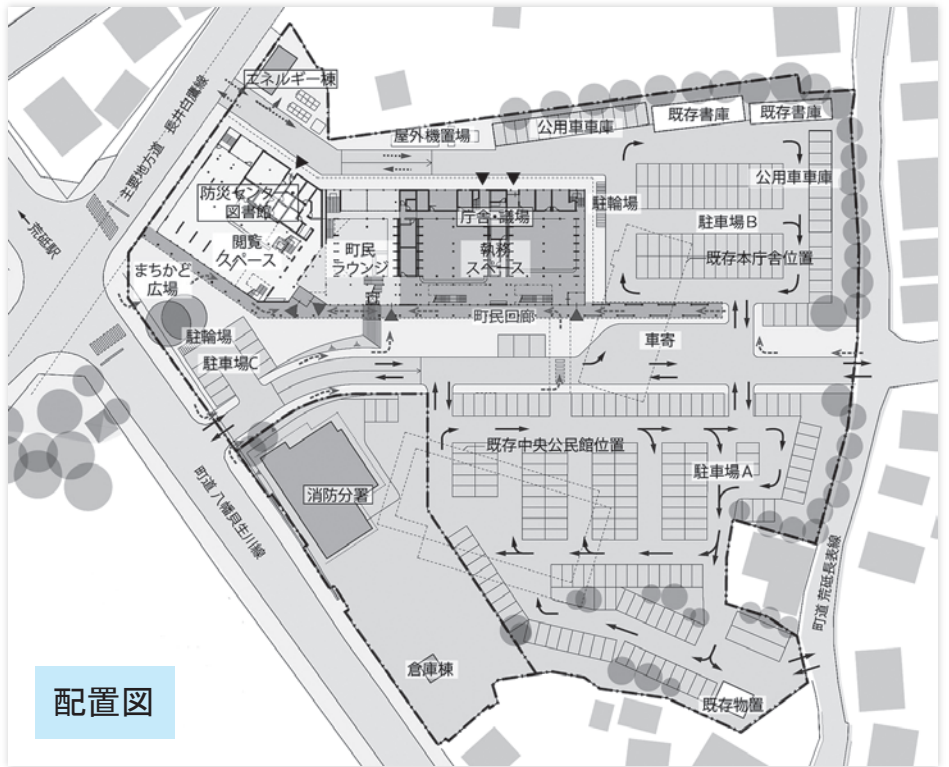 エネルギー棟
主要地方道 長井白鷹線
屋外機置場
公用車車庫
既存書庫
既存書庫
公用車車庫
防災センター
図書館
庁舎・議場
駐輪場
駐車場B
荒砥駅
閲覧
スペース
町民
ラウンジ
執務
スペース
既存本庁舎位置
まちかど
広場
町民回廊
駐輪場
車寄
駐車場C
既存中央公民館位置
駐車場A
消防分署
町道 八幡貝生川線
町道 荒砥長表線
倉庫棟
既存物置
配置図